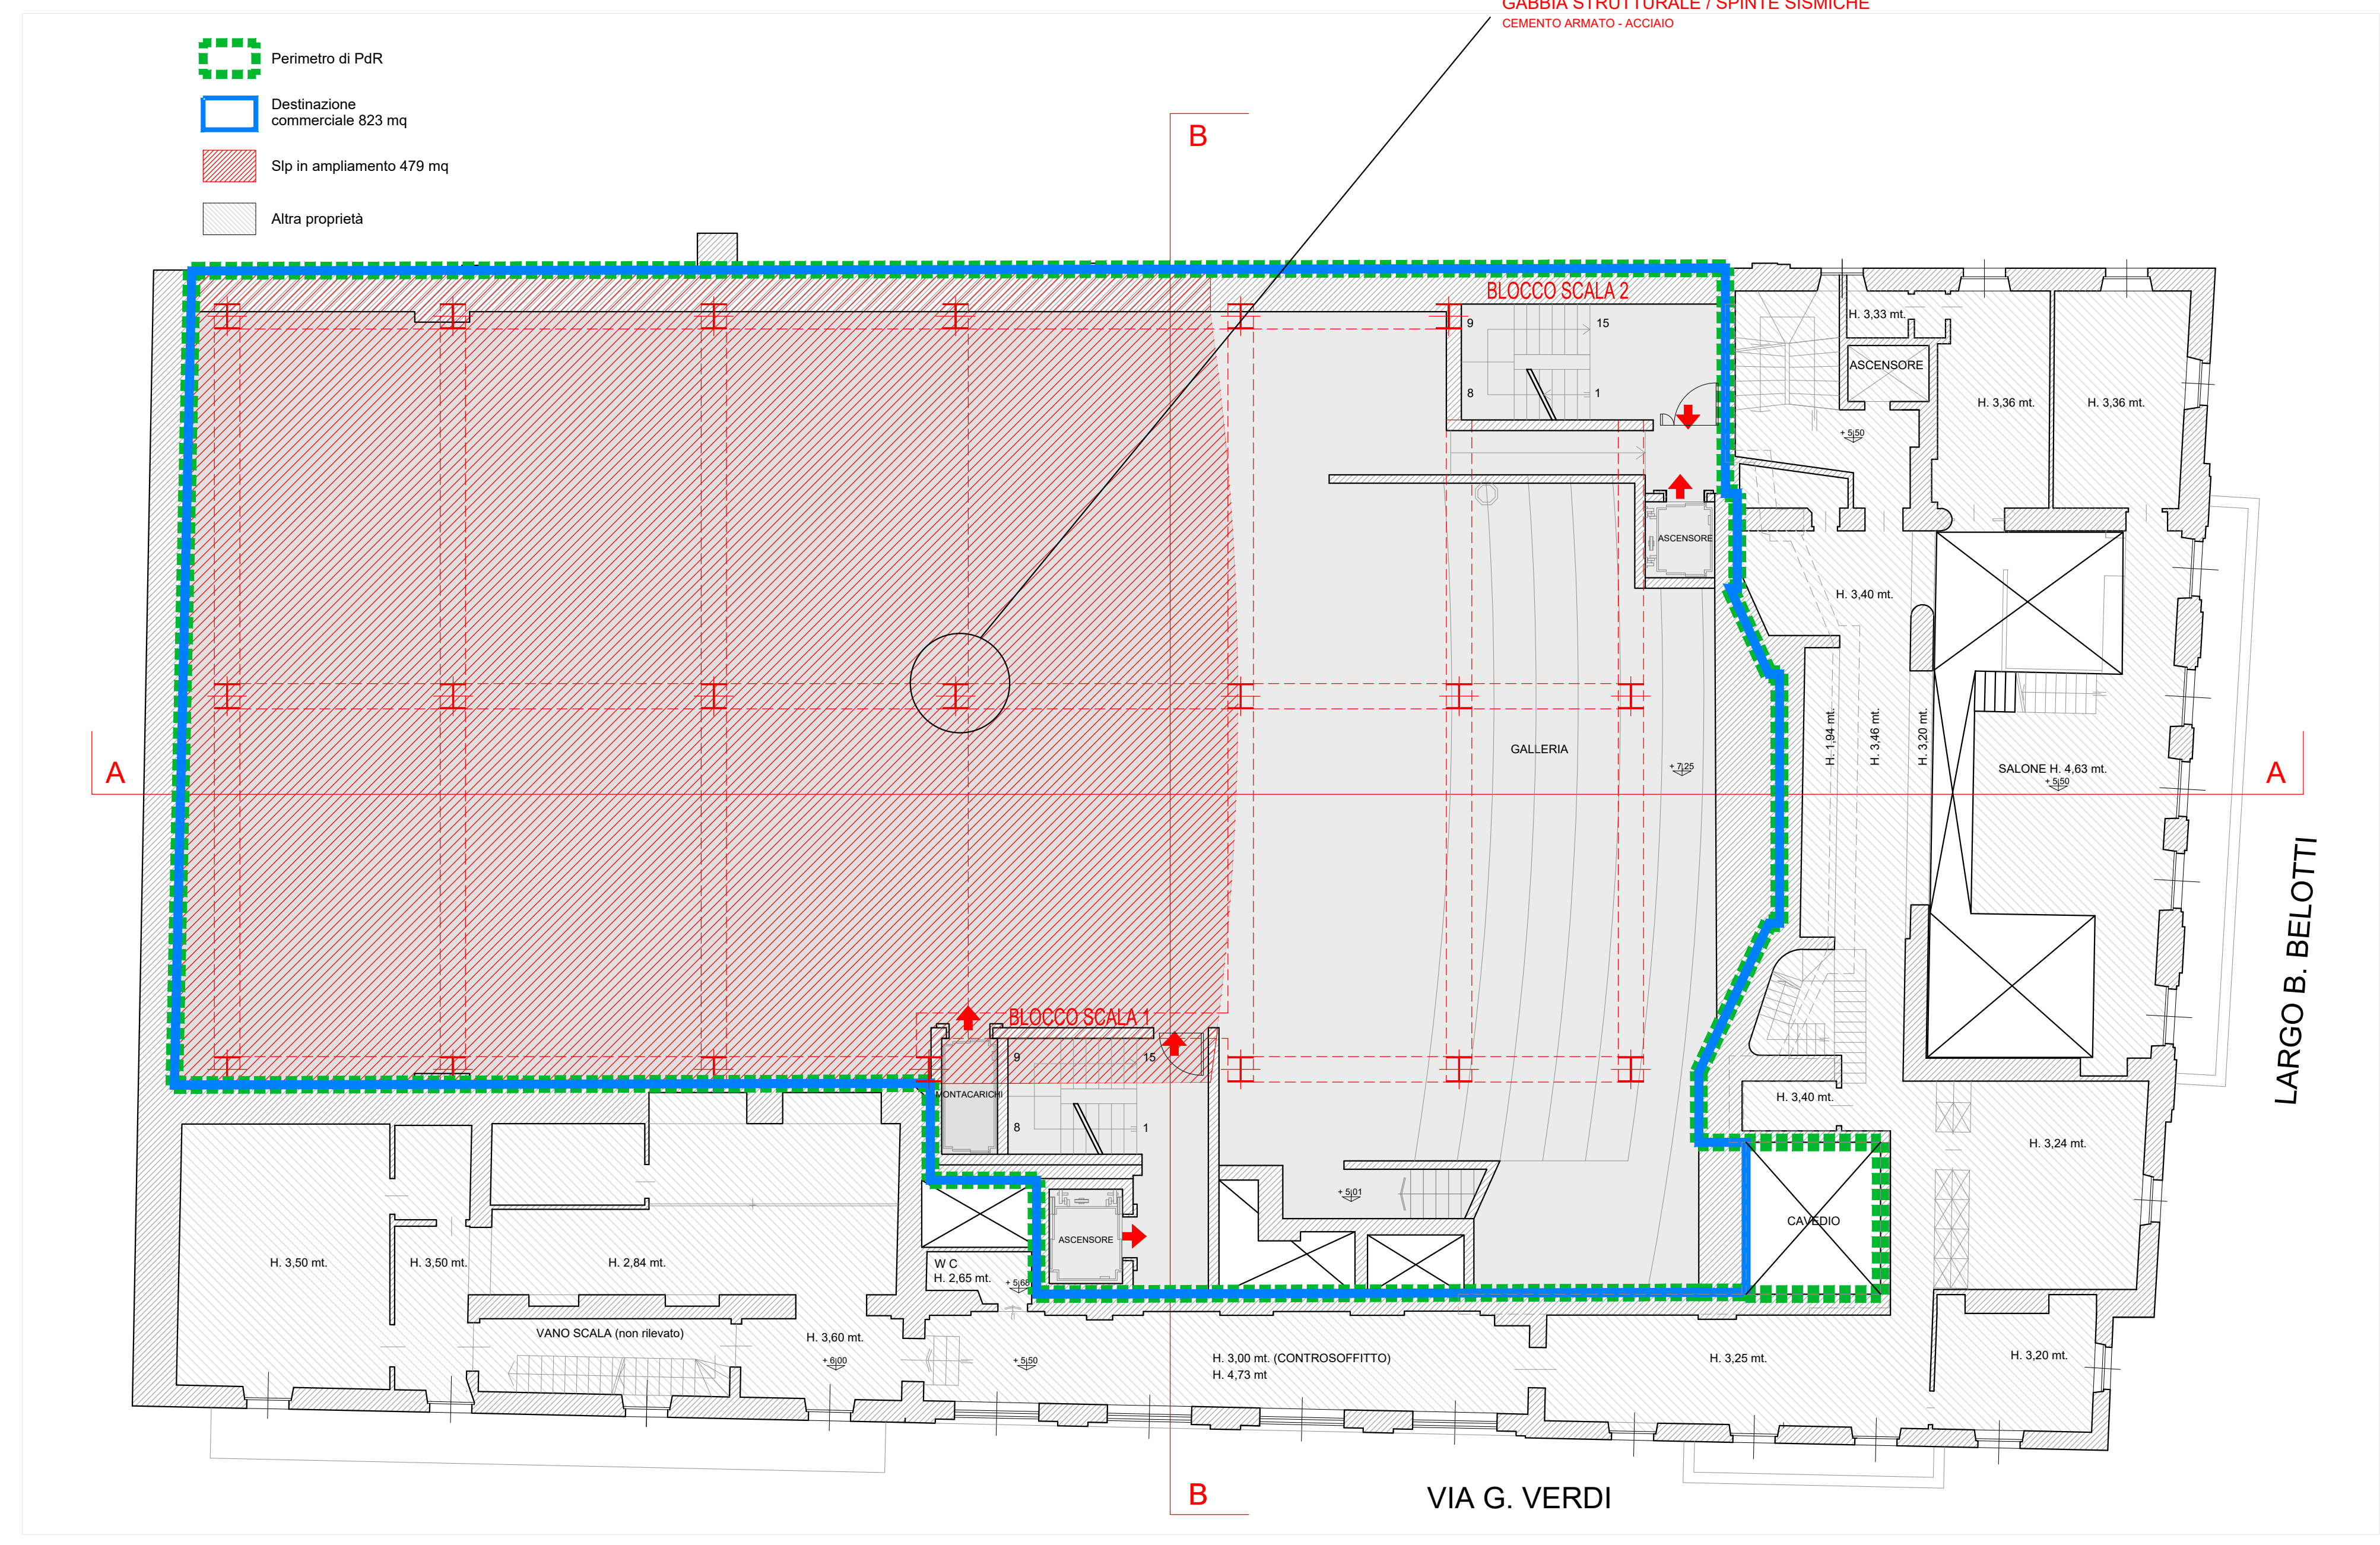 GABBIA STRUTTURALE / SPINTE SISMICHE
CEMENTO ARMATO - ACCIAIO
Perimetro di PdR
Destinazione
commerciale 823 mq
Slp in ampliamento 479 mq
Altra proprietà
B
BLOCCO SCALA 2
9
15
8
1
H. 3,33 mt.
ASCENSORE
H. 3,36 mt.
H. 3,36 mt.
+ 5,50
ASCENSORE
H. 3,40 mt.
GALLERIA
+ 7,25
H. 1,94 mt.
H. 3,46 mt.
H. 3,20 mt.
SALONE H. 4,63 mt.
+ 5,50
A
A
LARGO B. BELOTTI
BLOCCO SCALA 1
9
15
MONTACARICHI
8
1
H. 3,40 mt.
H. 3,24 mt.
+ 5,01
CAVEDIO
ASCENSORE
H. 3,50 mt.
H. 3,50 mt.
H. 2,84 mt.
W C
H. 2,65 mt.
+ 5,68
VANO SCALA (non rilevato)
H. 3,60 mt.
+ 6,00
+ 5,50
H. 3,00 mt. (CONTROSOFFITTO)
H. 4,73 mt
H. 3,25 mt.
H. 3,20 mt.
B
VIA G. VERDI